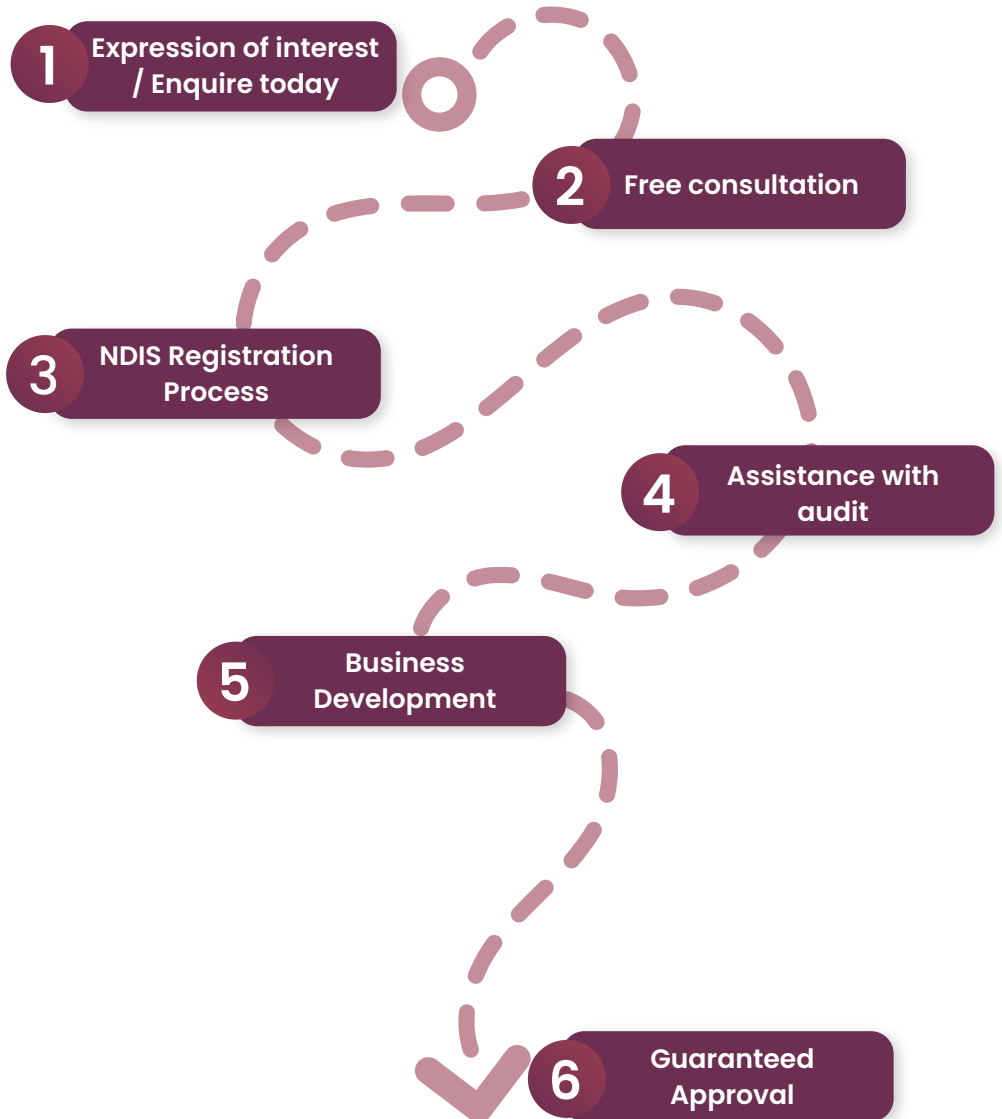 1
Expression of interest
/ Enquire today
2
Free consultation
3
NDIS Registration
Process
4
Assistance with
audit
5
Business
Development
6
Guaranteed
Approval